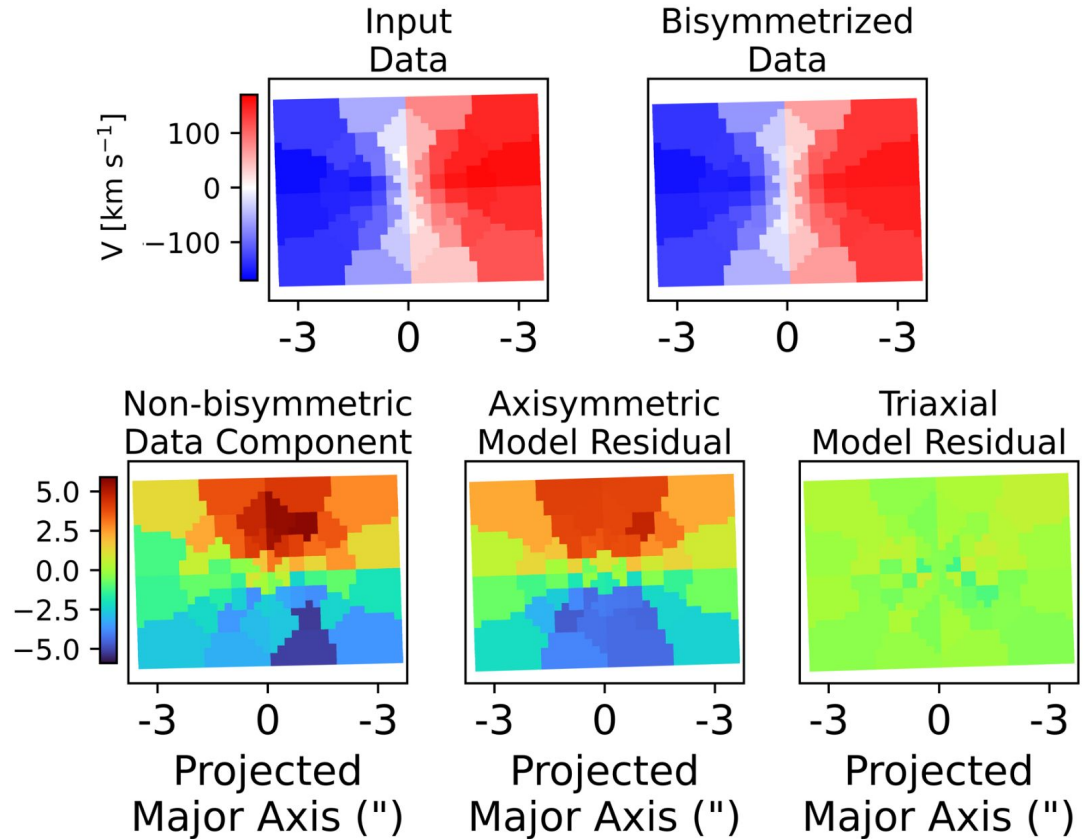 Input
Data
Bisymmetrized
Data
V [km s⁻¹]
100
0
−100
-3 0 -3
-3 0 -3
Non-bisymmetric
Data Component
Axisymmetric
Model Residual
Triaxial
Model Residual
5.0
2.5
0.0
−2.5
−5.0
-3 0 -3
-3 0 -3
-3 0 -3
Projected
Major Axis (")
Projected
Major Axis (")
Projected
Major Axis (")